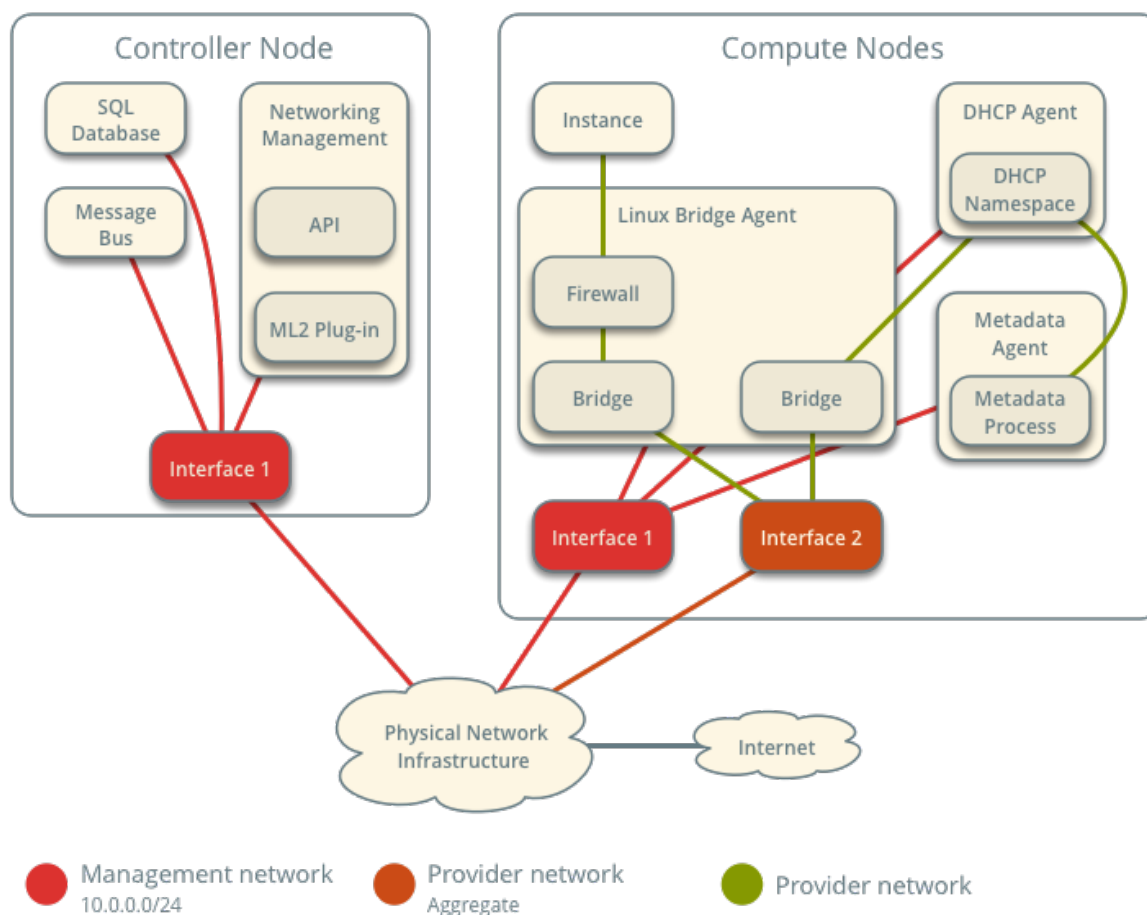 Controller Node
SQL
Database
Message
Bus
Networking
Management
API
ML2 Plug-in
Interface 1
Compute Nodes
Instance
Linux Bridge Agent
Firewall
Bridge
Bridge
DHCP Agent
DHCP
Namespace
Metadata
Agent
Metadata
Process
Interface 1
Interface 2
Physical Network
Infrastructure
Internet
Management network
10.0.0.0/24
Provider network
Aggregate
Provider network